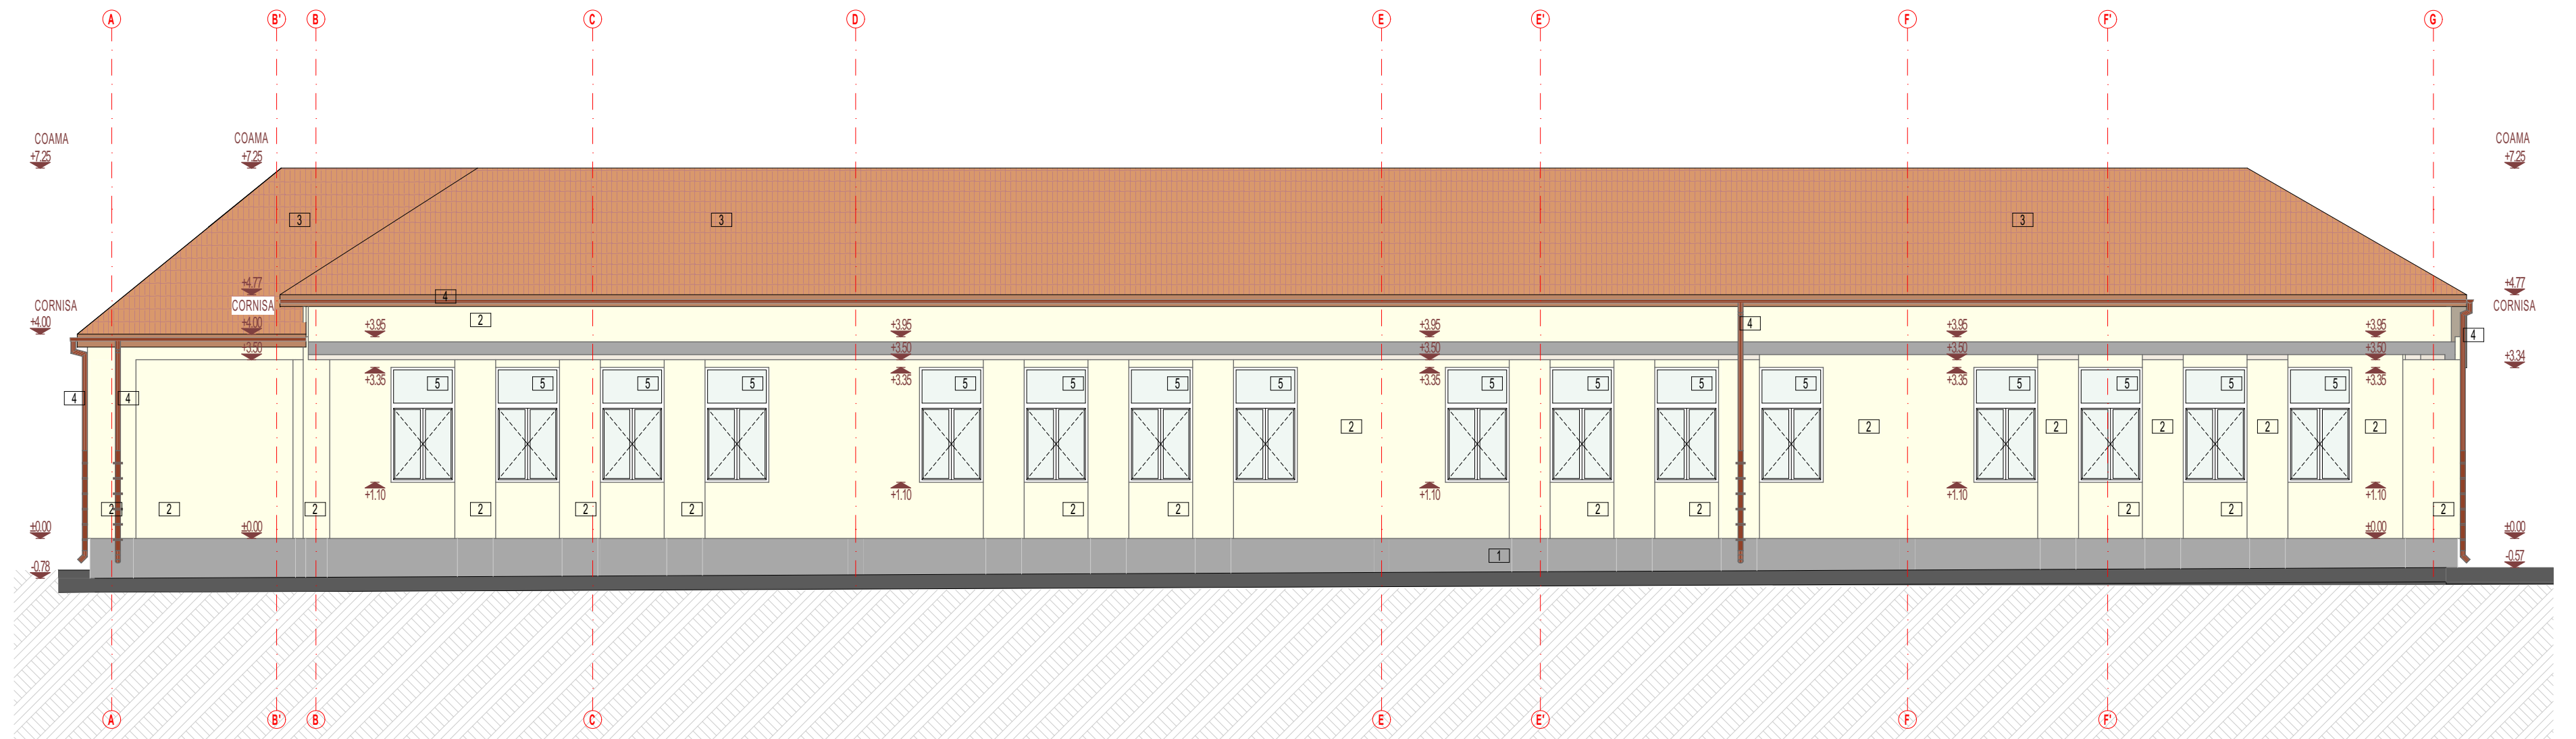 A B' B C D E E' F F' G
COAMA COAMA COAMA
+7.25 +7.25 +7.25
3 3 3
+4.77 +4.77
4
CORNISA CORNISA CORNISA
+4.00 +4.00
2
+3.95 +3.95 +3.95 +3.95 +3.95
4 4
+3.50 +3.50 +3.50 +3.50 +3.50
+3.34
+3.35 +3.35 +3.35 +3.35 +3.35
5 5 5 5 5 5 5 5 5 5 5 5 5 5 5 5
4 4
2 2 2 2 2 2
+1.10 +1.10 +1.10 +1.10 +1.10
2 2 2 2 2 2 2 2 2 2 2 2 2
±0.00 ±0.00 ±0.00 ±0.00
1
-0.78 -0.57
A B' B C E E' F F'